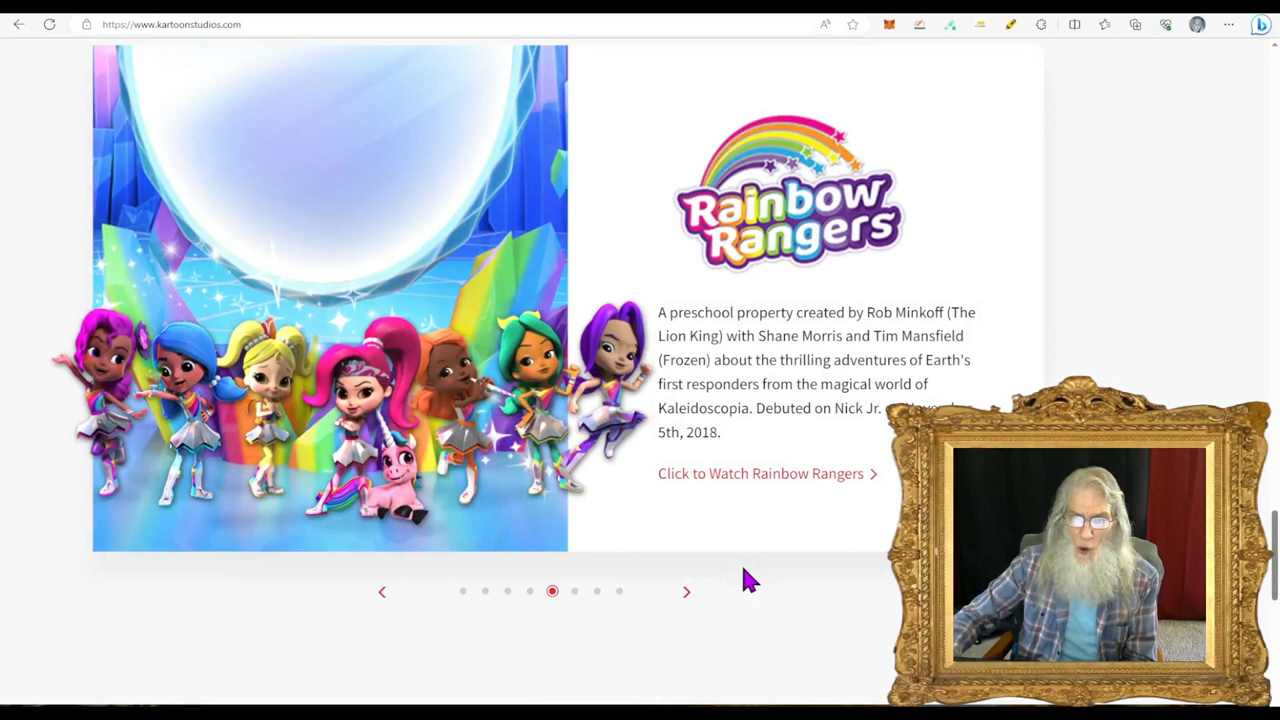 https://www.kartoonstudios.com
Rainbow
Rangers
A preschool property created by Rob Minkoff (The
Lion King) with Shane Morris and Tim Mansfield
(Frozen) about the thrilling adventures of Earth's
first responders from the magical world of
Kaleidoscopia. Debuted on Nick Jr.
5th, 2018.
Click to Watch Rainbow Rangers